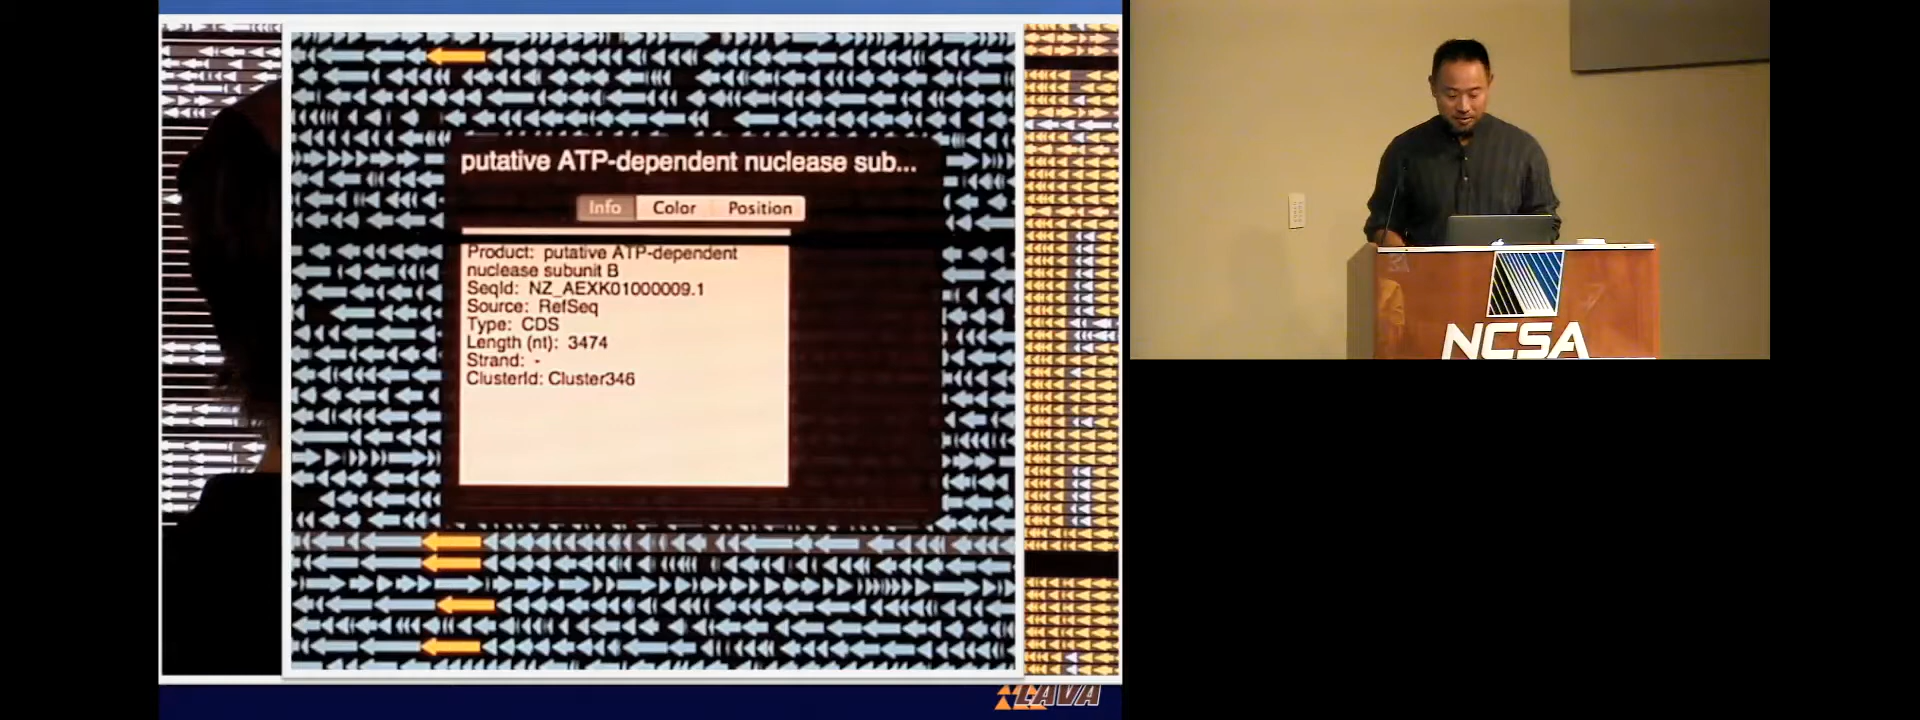 putative ATP-dependent nuclease sub...
Info Color Position
Product: putative ATP-dependent
nuclease subunit B
SeqId: NZ_AEXK01000009.1
Source: RefSeq
Type: CDS
Length (nt): 3474
Strand: -
ClusterId: Cluster346
LAVA
NCSA